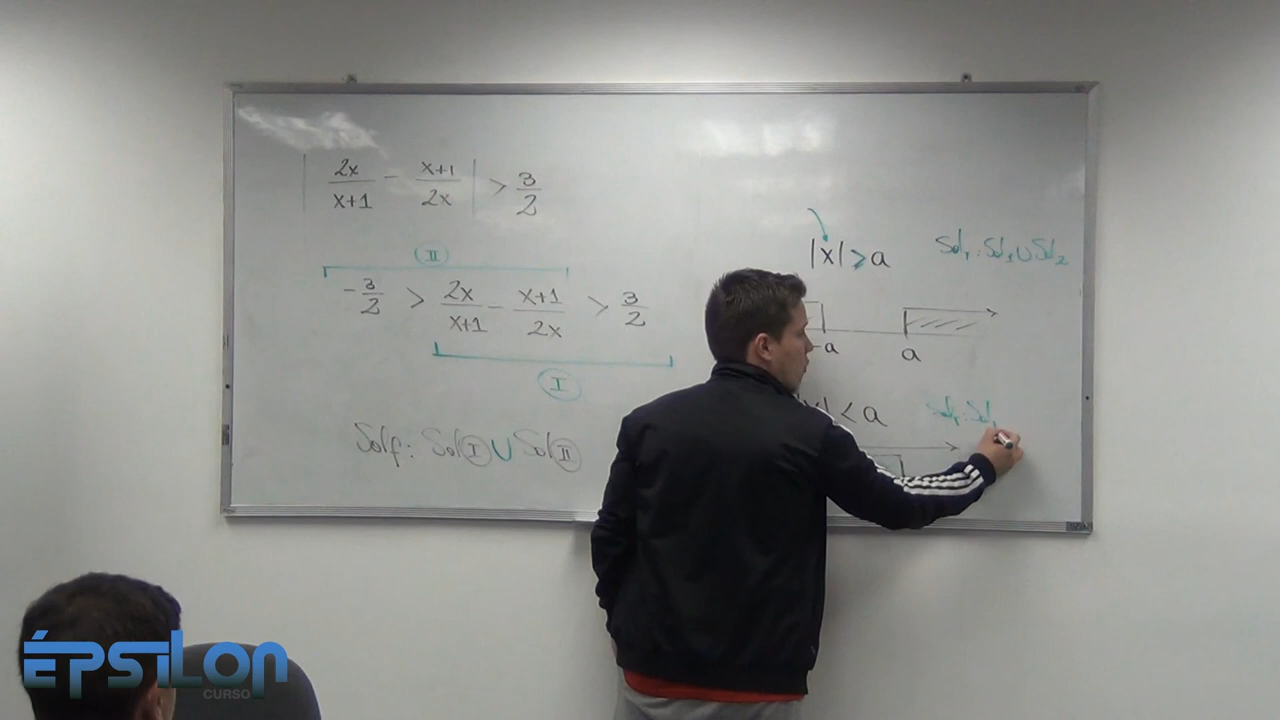 | 2x/x+1 - x+1/2x | > 3/2
II
-3/2 > 2x/x+1 - x+1/2x > 3/2
I
Solf: Sol I ∪ Sol II
|x| > a
Solf: Sol1 ∪ Sol2
-a a
|x| < a
Solf: Sol1
ÉPSILON
CURSO